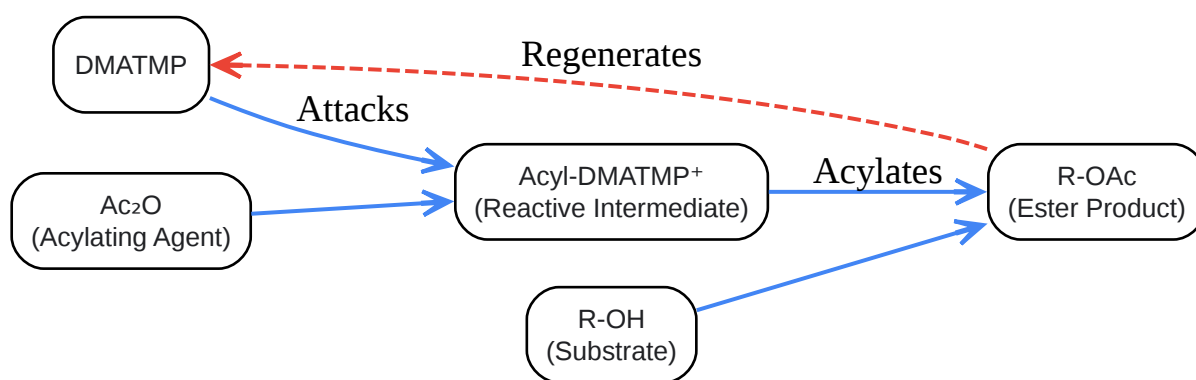 DMATMP
Regenerates
Attacks
Ac₂O
(Acylating Agent)
Acyl-DMATMP⁺
(Reactive Intermediate)
Acylates
R-OAc
(Ester Product)
R-OH
(Substrate)